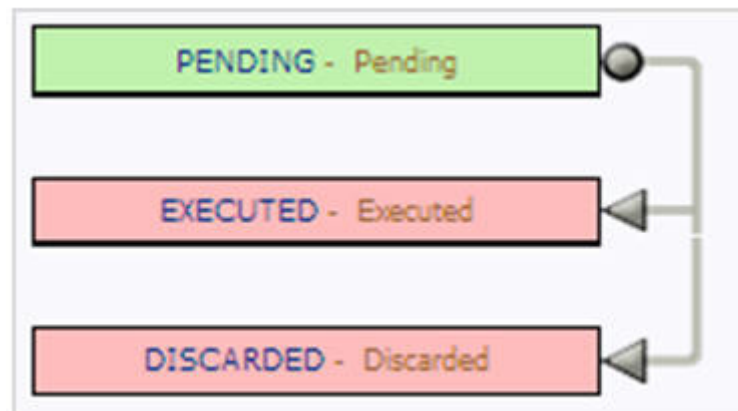 PENDING - Pending
EXECUTED - Executed
DISCARDED - Discarded